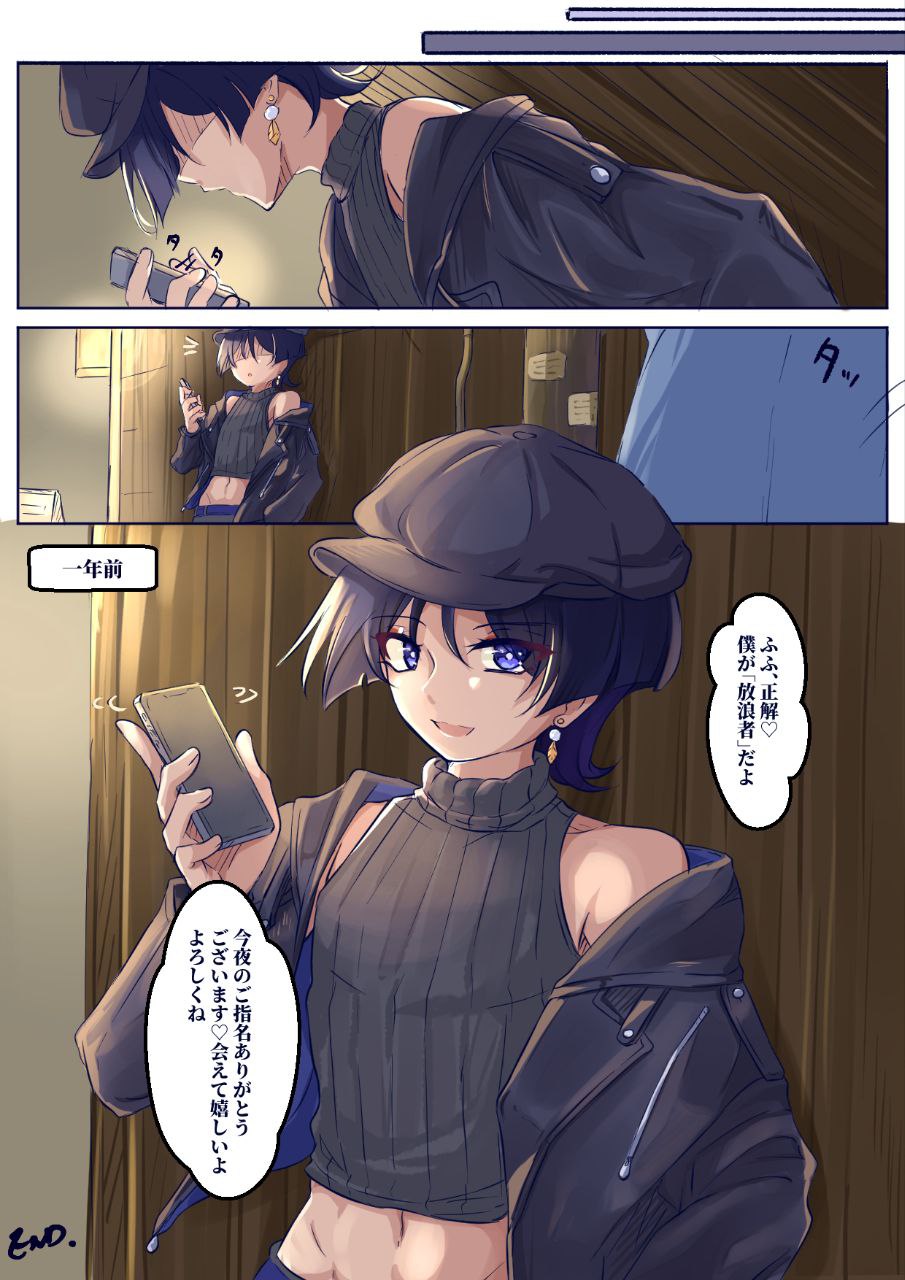 タ
タ
タ
タッ
一年前
ふふ、正解♡
僕が「放浪者」だよ
今夜のご指名ありがとう
ございます♡会えて嬉しいよ
よろしくね
END.